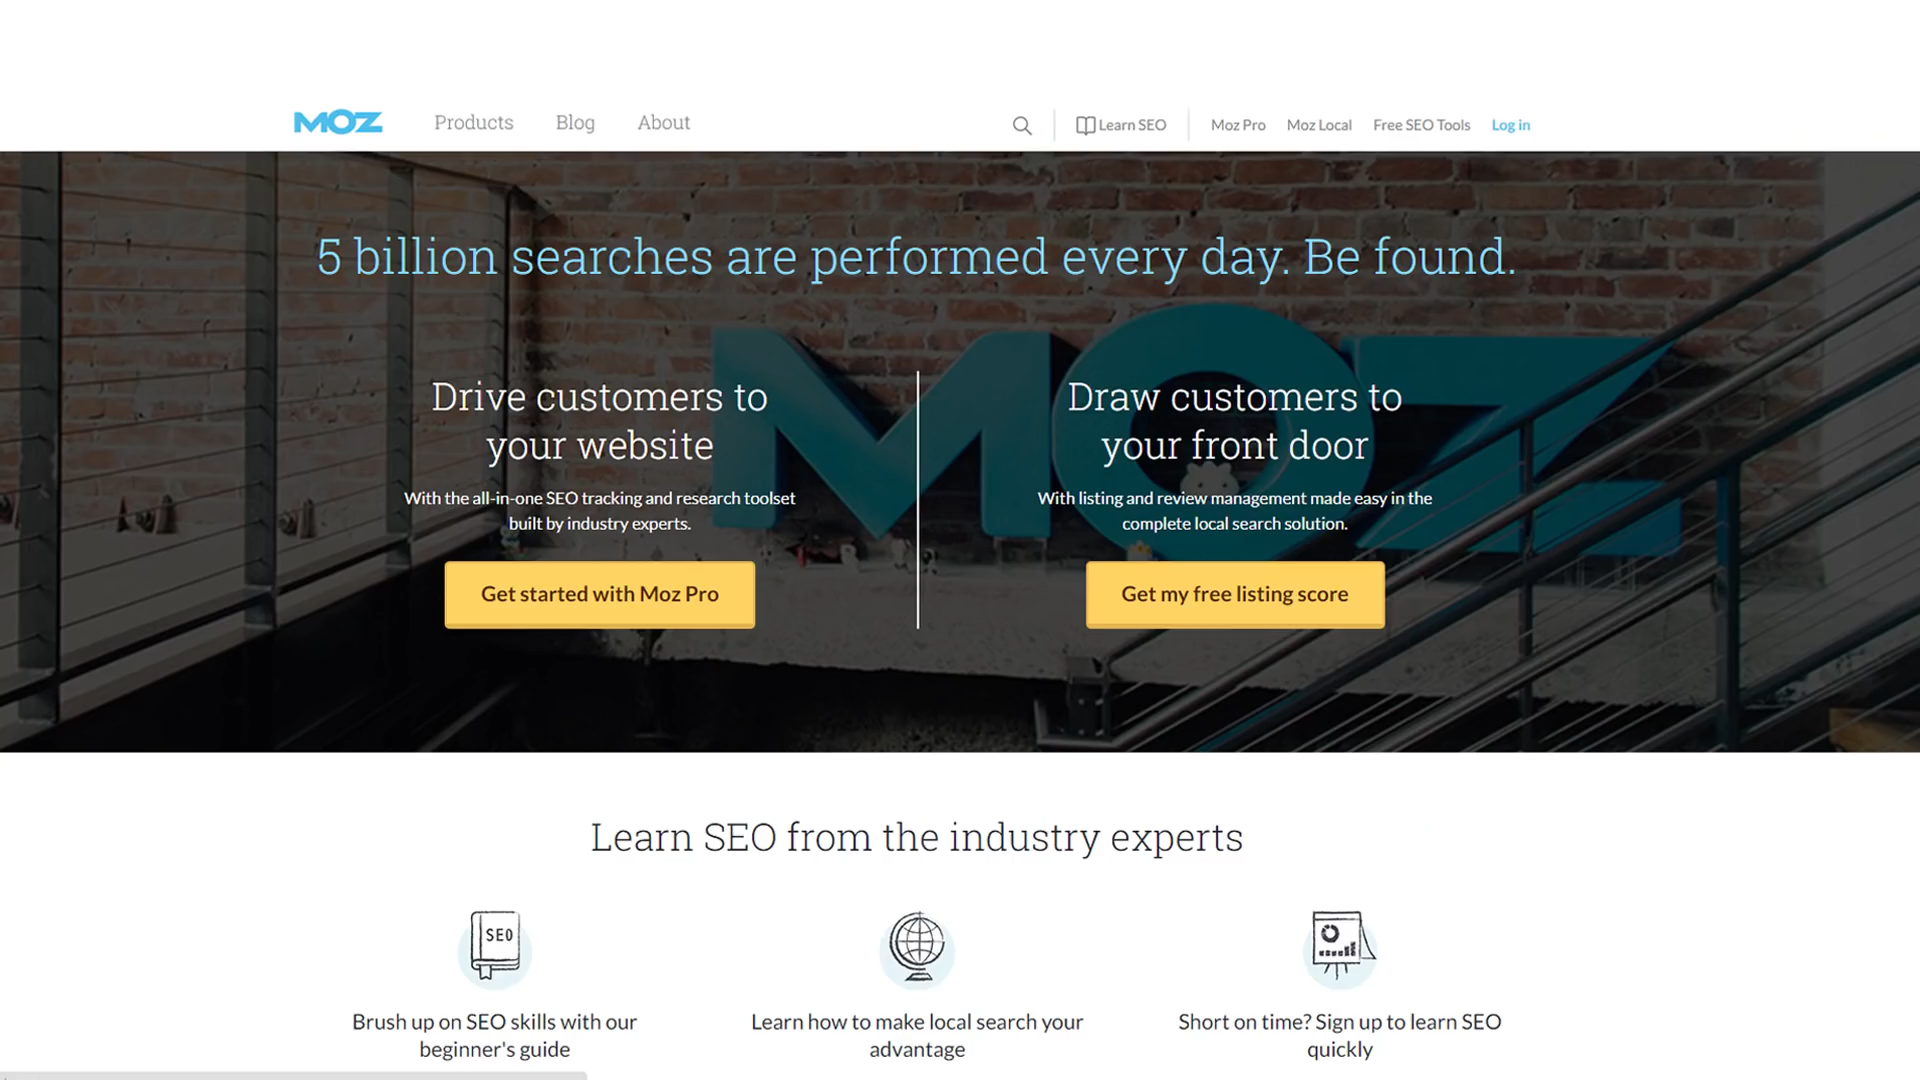 MOZ Products Blog About Learn SEO Moz Pro Moz Local Free SEO Tools Log in
5 billion searches are performed every day. Be found.
MOZ
Drive customers to
your website
With the all-in-one SEO tracking and research toolset
built by industry experts.
Get started with Moz Pro
Draw customers to
your front door
With listing and review management made easy in the
complete local search solution.
Get my free listing score
Learn SEO from the industry experts
SEO
Brush up on SEO skills with our
beginner's guide
Learn how to make local search your
advantage
Short on time? Sign up to learn SEO
quickly